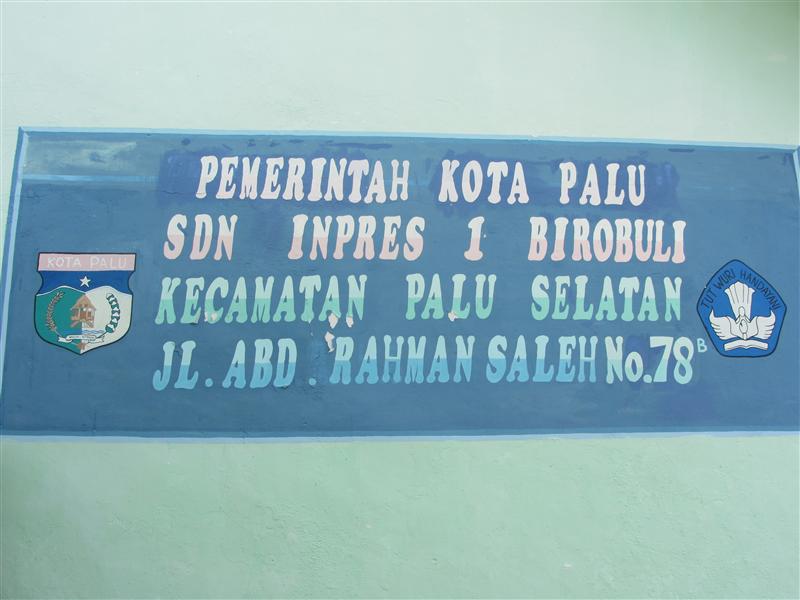 PEMERINTAH KOTA PALU
SDN INPRES 1 BIROBULI
KECAMATAN PALU SELATAN
JL. ABD. RAHMAN SALEH No.78 B
KOTA PALU
TUT WURI HANDAYANI